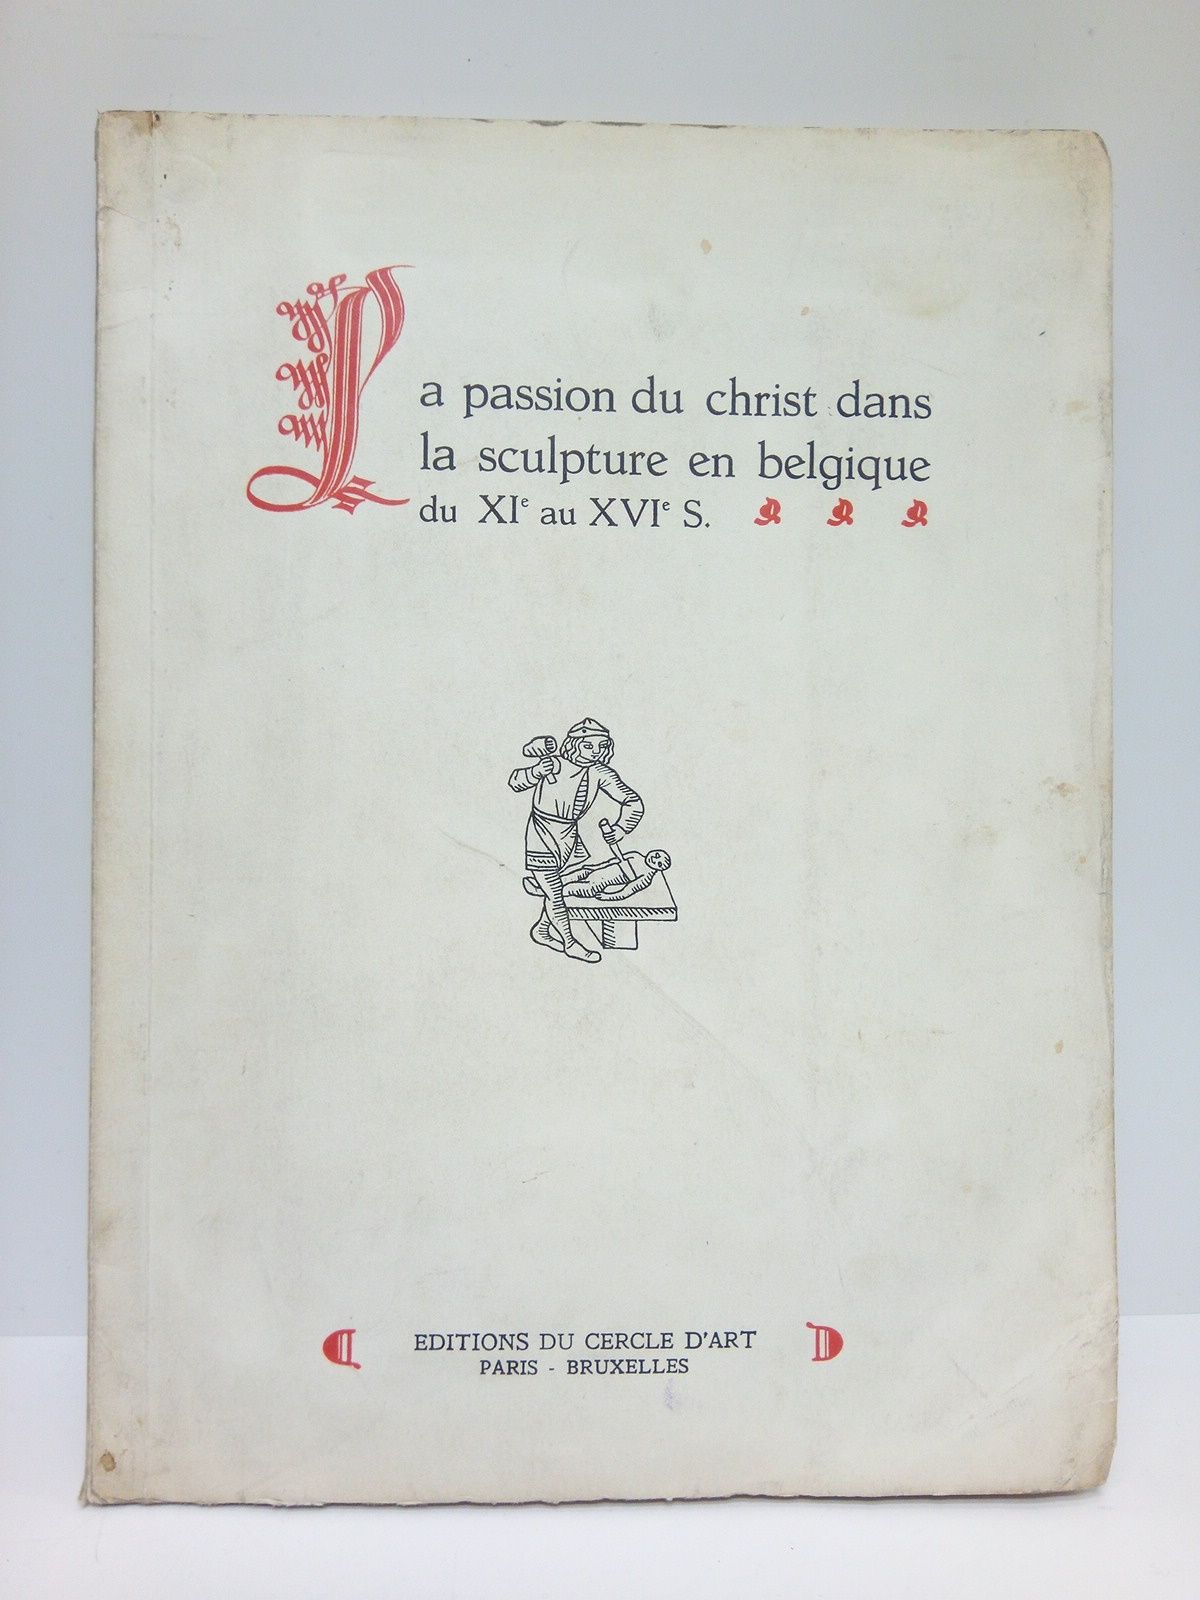 La passion du christ dans
la sculpture en belgique
du XIᵉ au XVIᵉ S.
EDITIONS DU CERCLE D'ART
PARIS - BRUXELLES